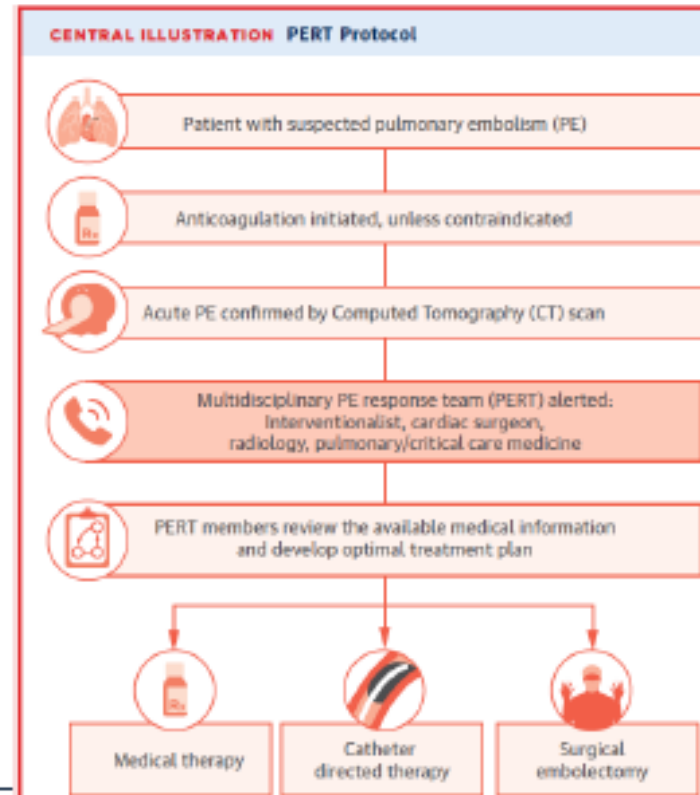 CENTRAL ILLUSTRATION PERT Protocol
Patient with suspected pulmonary embolism (PE)
Rx
Anticoagulation initiated, unless contraindicated
Acute PE confirmed by Computed Tomography (CT) scan
Multidisciplinary PE response team (PERT) alerted:
Interventionalist, cardiac surgeon,
radiology, pulmonary/critical care medicine
PERT members review the available medical information
and develop optimal treatment plan
Rx
Medical therapy
Catheter
directed therapy
Surgical
embolectomy